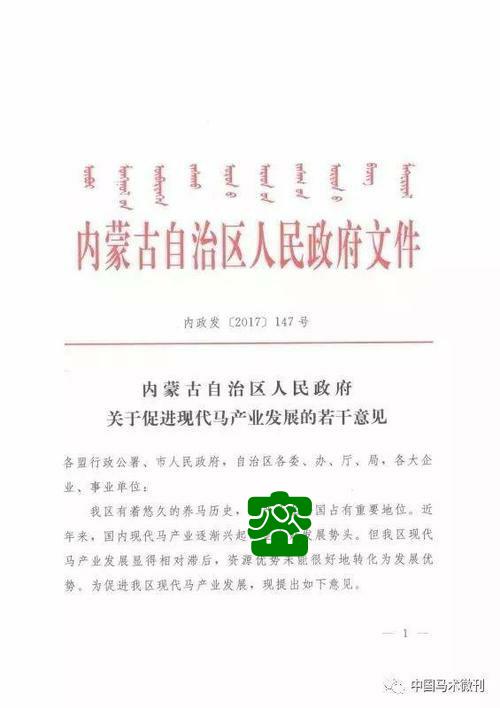 内蒙古自治区人民政府文件
内政发〔2017〕147号
内蒙古自治区人民政府
关于促进现代马产业发展的若干意见
各盟行政公署、市人民政府，自治区各委、办、厅、局，各大企
业、事业单位：
我区有着悠久的养马历史，国占有重要地位。近
年来，国内现代马产业逐渐兴起发展势头。但我区现代
马产业发展显得相对滞后，资源优势未能很好地转化为发展优
势。为促进我区现代马产业发展，现提出如下意见。
— 1 —
中国马术微刊